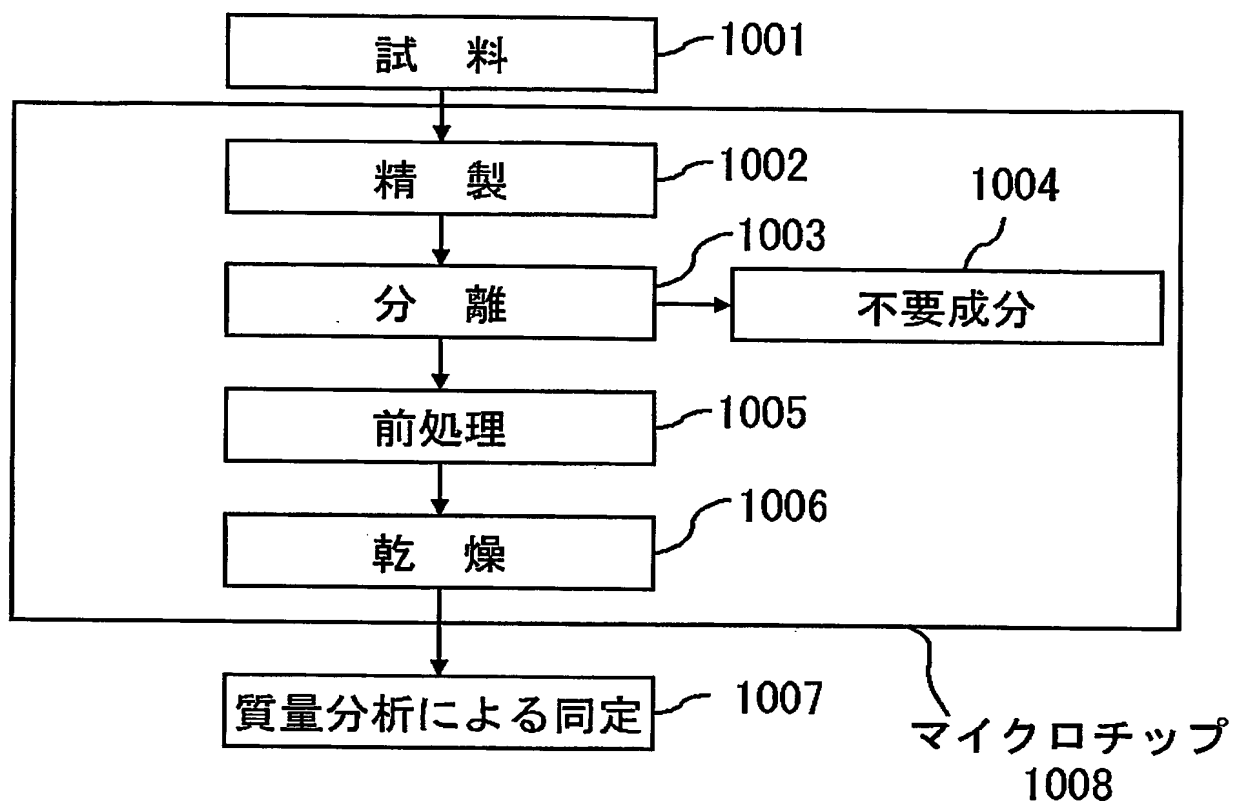 試 料
1001
精 製
1002
1004
分 離
1003
不要成分
前処理
1005
乾 燥
1006
質量分析による同定
1007
マイクロチップ
1008